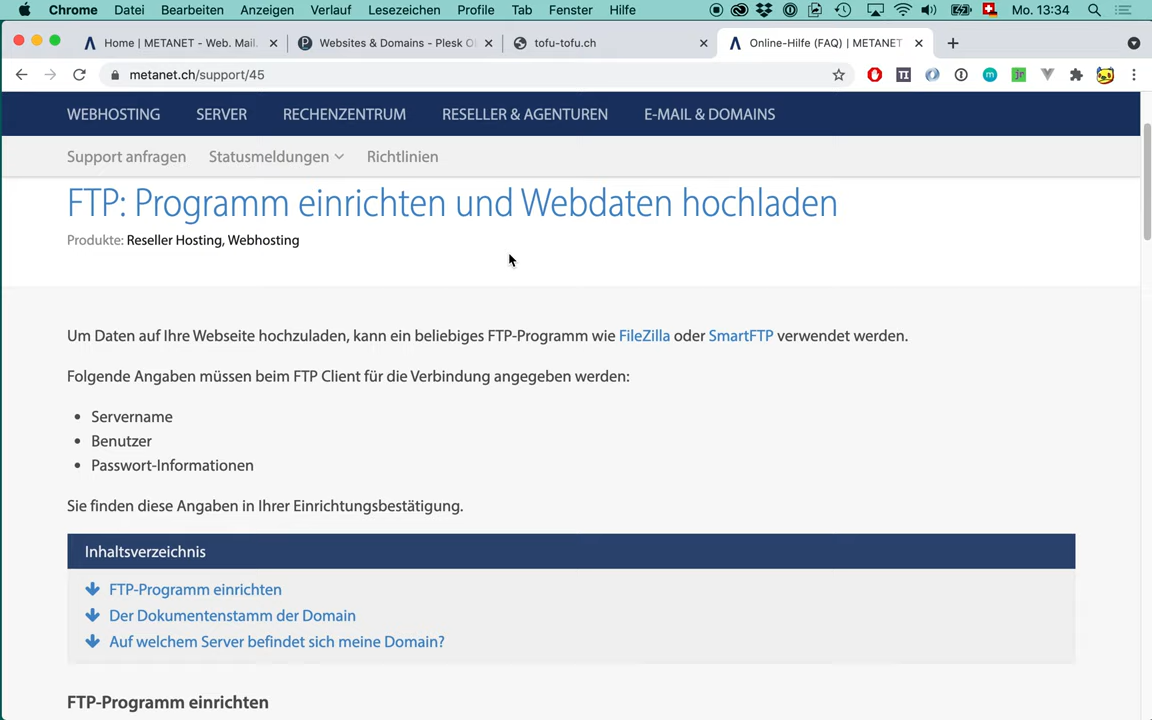 Chrome Datei Bearbeiten Anzeigen Verlauf Lesezeichen Profile Tab Fenster Hilfe Mo. 13:34
Home | METANET - Web. Mail. Websites & Domains - Plesk O tofu-tofu.ch Online-Hilfe (FAQ) | METANET
metanet.ch/support/45
WEBHOSTING SERVER RECHENZENTRUM RESELLER & AGENTUREN E-MAIL & DOMAINS
Support anfragen Statusmeldungen Richtlinien
FTP: Programm einrichten und Webdaten hochladen
Produkte: Reseller Hosting, Webhosting
Um Daten auf Ihre Webseite hochzuladen, kann ein beliebiges FTP-Programm wie FileZilla oder SmartFTP verwendet werden.
Folgende Angaben müssen beim FTP Client für die Verbindung angegeben werden:
• Servername
• Benutzer
• Passwort-Informationen
Sie finden diese Angaben in Ihrer Einrichtungsbestätigung.
Inhaltsverzeichnis
FTP-Programm einrichten
Der Dokumentenstamm der Domain
Auf welchem Server befindet sich meine Domain?
FTP-Programm einrichten